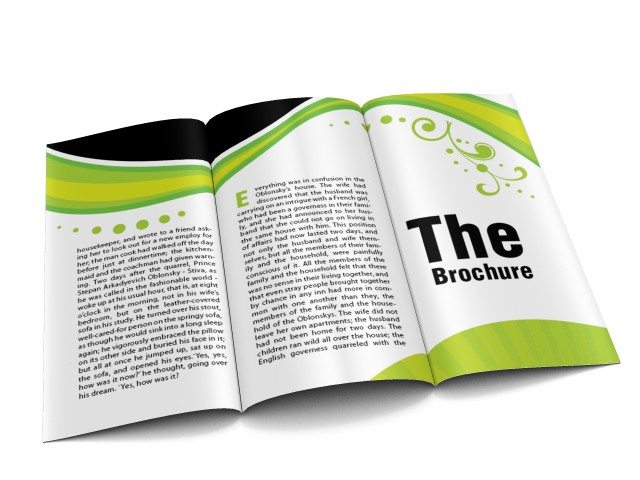 housekeeper, and wrote to a friend ask-
ing her to look out for a new employ for
her; the man cook had walked off the day
before just at dinnertime; the kitchen-
maid and the coachman had given warn-
ing. Two days after the quarrel, Prince
Stepan Arkadyevich Oblonsky - Stiva, as
he was called in the fashionable world -
woke up at his usual hour, that is, at eight
o'clock in the morning, not in his wife's
bedroom, but on the leather-covered
sofa in his study. He turned over his stout,
well-cared-for person on the springy sofa,
as though he would sink into a long sleep
again; he vigorously embraced the pillow
on its other side and buried his face in it;
but all at once he jumped up, sat up on
the sofa, and opened his eyes. 'Yes, yes,
how was it now?' he thought, going over
his dream. 'Yes, how was it?
Everything was in confusion in the
Oblonsky's house. The wife had
discovered that the husband was
carrying on an intrigue with a French girl,
who had been a governess in their fami-
ly, and she had announced to her hus-
band that she could not go on living in
the same house with him. This position
of affairs had now lasted two days, and
not only the husband and wife them-
selves, but all the members of their fami-
ly and the household, were painfully
conscious of it. All the members of the
family and the household felt that there
was no sense in their living together, and
that even stray people brought together
by chance in any inn had more in com-
mon with one another than they, the
members of the family and the house-
hold of the Oblonskys. The wife did not
leave her own apartments; the husband
had not been home for two days. The
children ran wild all over the house; the
English governess quareled with the
The
Brochure